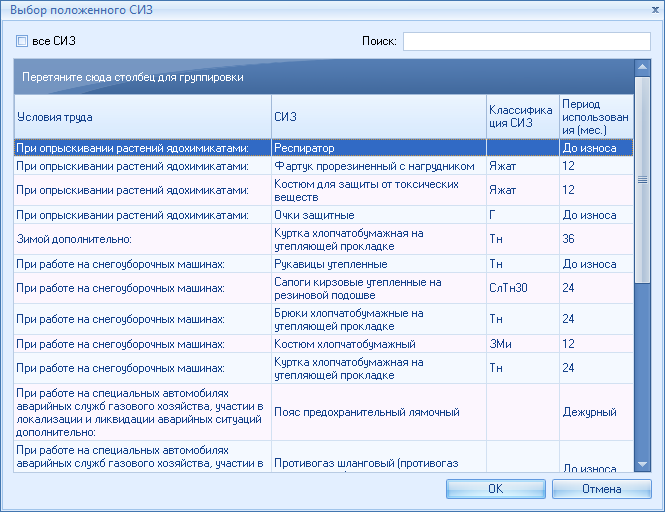 Выбор положенного СИЗ
все СИЗ
Поиск:
Перетяните сюда столбец для группировки
Условия труда
СИЗ
Классифика
ция СИЗ
Период
использован
ия (мес.)
При опрыскивании растений ядохимикатами:
Респиратор
До износа
При опрыскивании растений ядохимикатами:
Фартук прорезиненный с нагрудником
Яжат
12
При опрыскивании растений ядохимикатами:
Костюм для защиты от токсических
веществ
Яжат
12
При опрыскивании растений ядохимикатами:
Очки защитные
Г
До износа
Зимой дополнительно:
Куртка хлопчатобумажная на
утепляющей прокладке
Тн
36
При работе на снегоуборочных машинах:
Рукавицы утепленные
Тн
До износа
При работе на снегоуборочных машинах:
Сапоги кирзовые утепленные на
резиновой подошве
СлТн30
24
При работе на снегоуборочных машинах:
Брюки хлопчатобумажные на
утепляющей прокладке
Тн
24
При работе на снегоуборочных машинах:
Костюм хлопчатобумажный
ЗМи
12
При работе на снегоуборочных машинах:
Куртка хлопчатобумажная на
утепляющей прокладке
Тн
24
При работе на специальных автомобилях
аварийных служб газового хозяйства, участии в
локализации и ликвидации аварийных ситуаций
дополнительно:
Пояс предохранительный лямочный
Дежурный
При работе на специальных автомобилях
аварийных служб газового хозяйства, участии в
Противогаз шланговый (противогаз
До износа
OK
Отмена